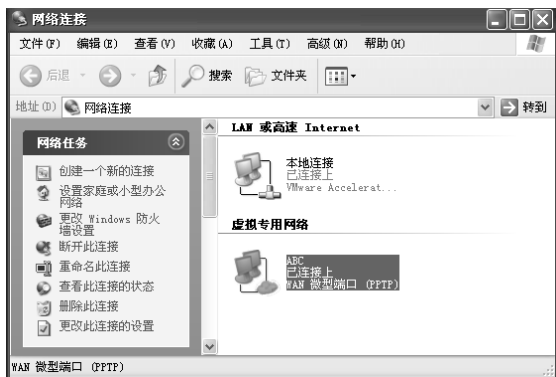 网络连接
文件(F) 编辑(E) 查看(V) 收藏(A) 工具(T) 高级(N) 帮助(H)
后退 搜索 文件夹
地址(D) 网络连接 转到
网络任务
创建一个新的连接
设置家庭或小型办公
网络
更改 Windows 防火
墙设置
断开此连接
重命名此连接
查看此连接的状态
删除此连接
更改此连接的设置
LAN 或高速 Internet
本地连接
已连接上
VMware Accelerat...
虚拟专用网络
ABC
已连接上
WAN 微型端口 (PPTP)
WAN 微型端口 (PPTP)